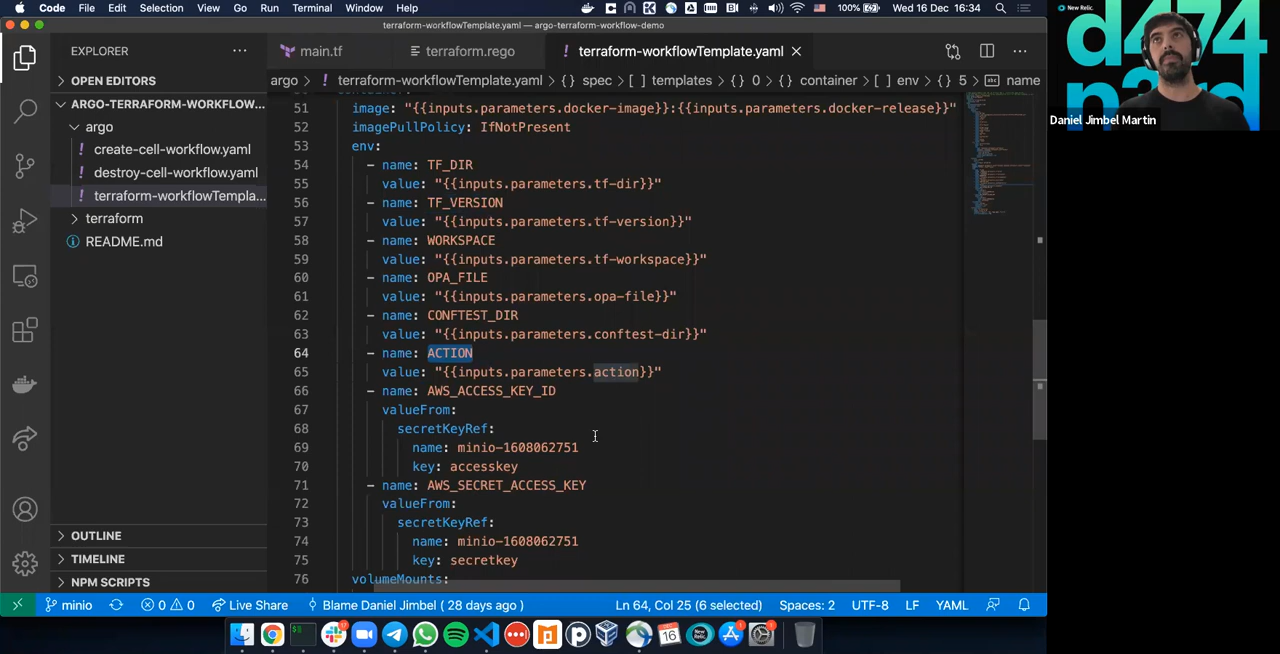 Code File Edit Selection View Go Run Terminal Window Help
100% Wed 16 Dec 16:34
terraform-workflowTemplate.yaml — argo-terraform-workflow-demo
EXPLORER
OPEN EDITORS
ARGO-TERRAFORM-WORKFLOW...
argo
create-cell-workflow.yaml
destroy-cell-workflow.yaml
terraform-workflowTempla...
terraform
README.md
OUTLINE
TIMELINE
NPM SCRIPTS
main.tf
terraform.rego
terraform-workflowTemplate.yaml
argo > terraform-workflowTemplate.yaml > {} spec > [ ] templates > {} 0 > {} container > [ ] env > {} 5 > name
51 image: "{{inputs.parameters.docker-image}}:{{inputs.parameters.docker-release}}"
52 imagePullPolicy: IfNotPresent
53 env:
54 - name: TF_DIR
55 value: "{{inputs.parameters.tf-dir}}"
56 - name: TF_VERSION
57 value: "{{inputs.parameters.tf-version}}"
58 - name: WORKSPACE
59 value: "{{inputs.parameters.tf-workspace}}"
60 - name: OPA_FILE
61 value: "{{inputs.parameters.opa-file}}"
62 - name: CONFTEST_DIR
63 value: "{{inputs.parameters.conftest-dir}}"
64 - name: ACTION
65 value: "{{inputs.parameters.action}}"
66 - name: AWS_ACCESS_KEY_ID
67 valueFrom:
68 secretKeyRef:
69 name: minio-1608062751
70 key: accesskey
71 - name: AWS_SECRET_ACCESS_KEY
72 valueFrom:
73 secretKeyRef:
74 name: minio-1608062751
75 key: secretkey
76 volumeMounts:
minio 0 0 Live Share Blame Daniel Jimbel ( 28 days ago ) Ln 64, Col 25 (6 selected) Spaces: 2 UTF-8 LF YAML
New Relic.
d474
n3rd
Daniel Jimbel Martin